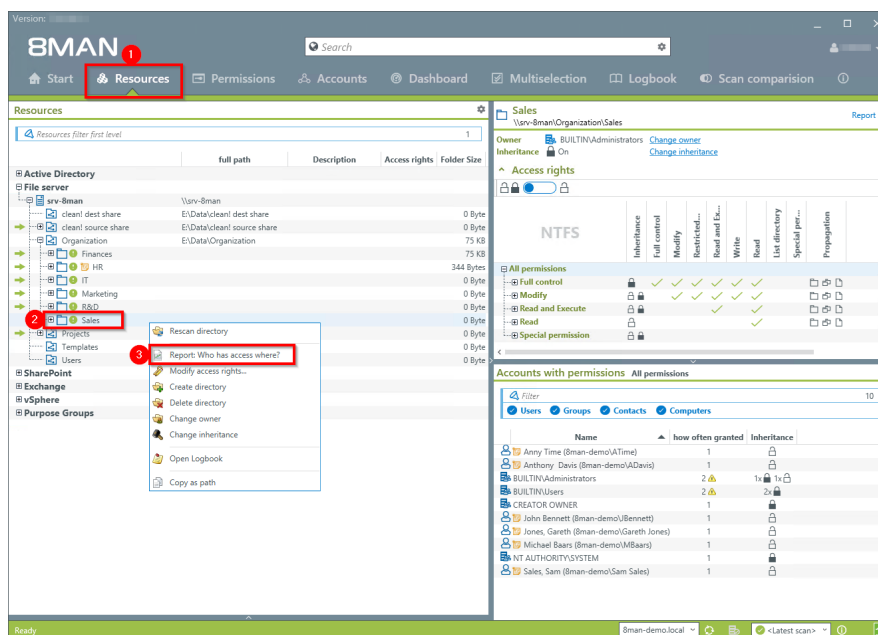 Version:
8MAN
1
Search
Start
Resources
Permissions
Accounts
Dashboard
Multiselection
Logbook
Scan comparision
Resources
Resources filter first level
1
full path Description Access rights Folder Size
Active Directory
File server
srv-8man \\srv-8man
clean! dest share E:\Data\clean! dest share 0 Byte
clean! source share E:\Data\clean! source share 0 Byte
Organization E:\Data\Organization 75 KB
Finances 75 KB
HR 344 Bytes
IT 0 Byte
Marketing 0 Byte
R&D 0 Byte
2 Sales 0 Byte
Projects 0 Byte
Templates 0 Byte
Users 0 Byte
SharePoint
Exchange
vSphere
Purpose Groups
Rescan directory
3 Report: Who has access where?
Modify access rights...
Create directory
Delete directory
Change owner
Change inheritance
Open Logbook
Copy as path
Sales
\\srv-8man\Organization\Sales
Report
Owner BUILTIN\Administrators Change owner
Inheritance On Change inheritance
Access rights
NTFS
Inheritance
Full control
Modify
Restricted...
Read and Ex...
Write
Read
List directory
Special per...
Propagation
All permissions
Full control
Modify
Read and Execute
Read
Special permission
Accounts with permissions All permissions
Filter 10
Users Groups Contacts Computers
Name how often granted Inheritance
Anny Time (8man-demo\ATime) 1
Anthony Davis (8man-demo\ADavis) 1
BUILTIN\Administrators 2 1x 1x
BUILTIN\Users 2 2x
CREATOR OWNER 1
John Bennett (8man-demo\JBennett) 1
Jones, Gareth (8man-demo\Gareth Jones) 1
Michael Baars (8man-demo\MBaars) 1
NT AUTHORITY\SYSTEM 1
Sales, Sam (8man-demo\Sam Sales) 1
Ready
8man-demo.local
<Latest scan>